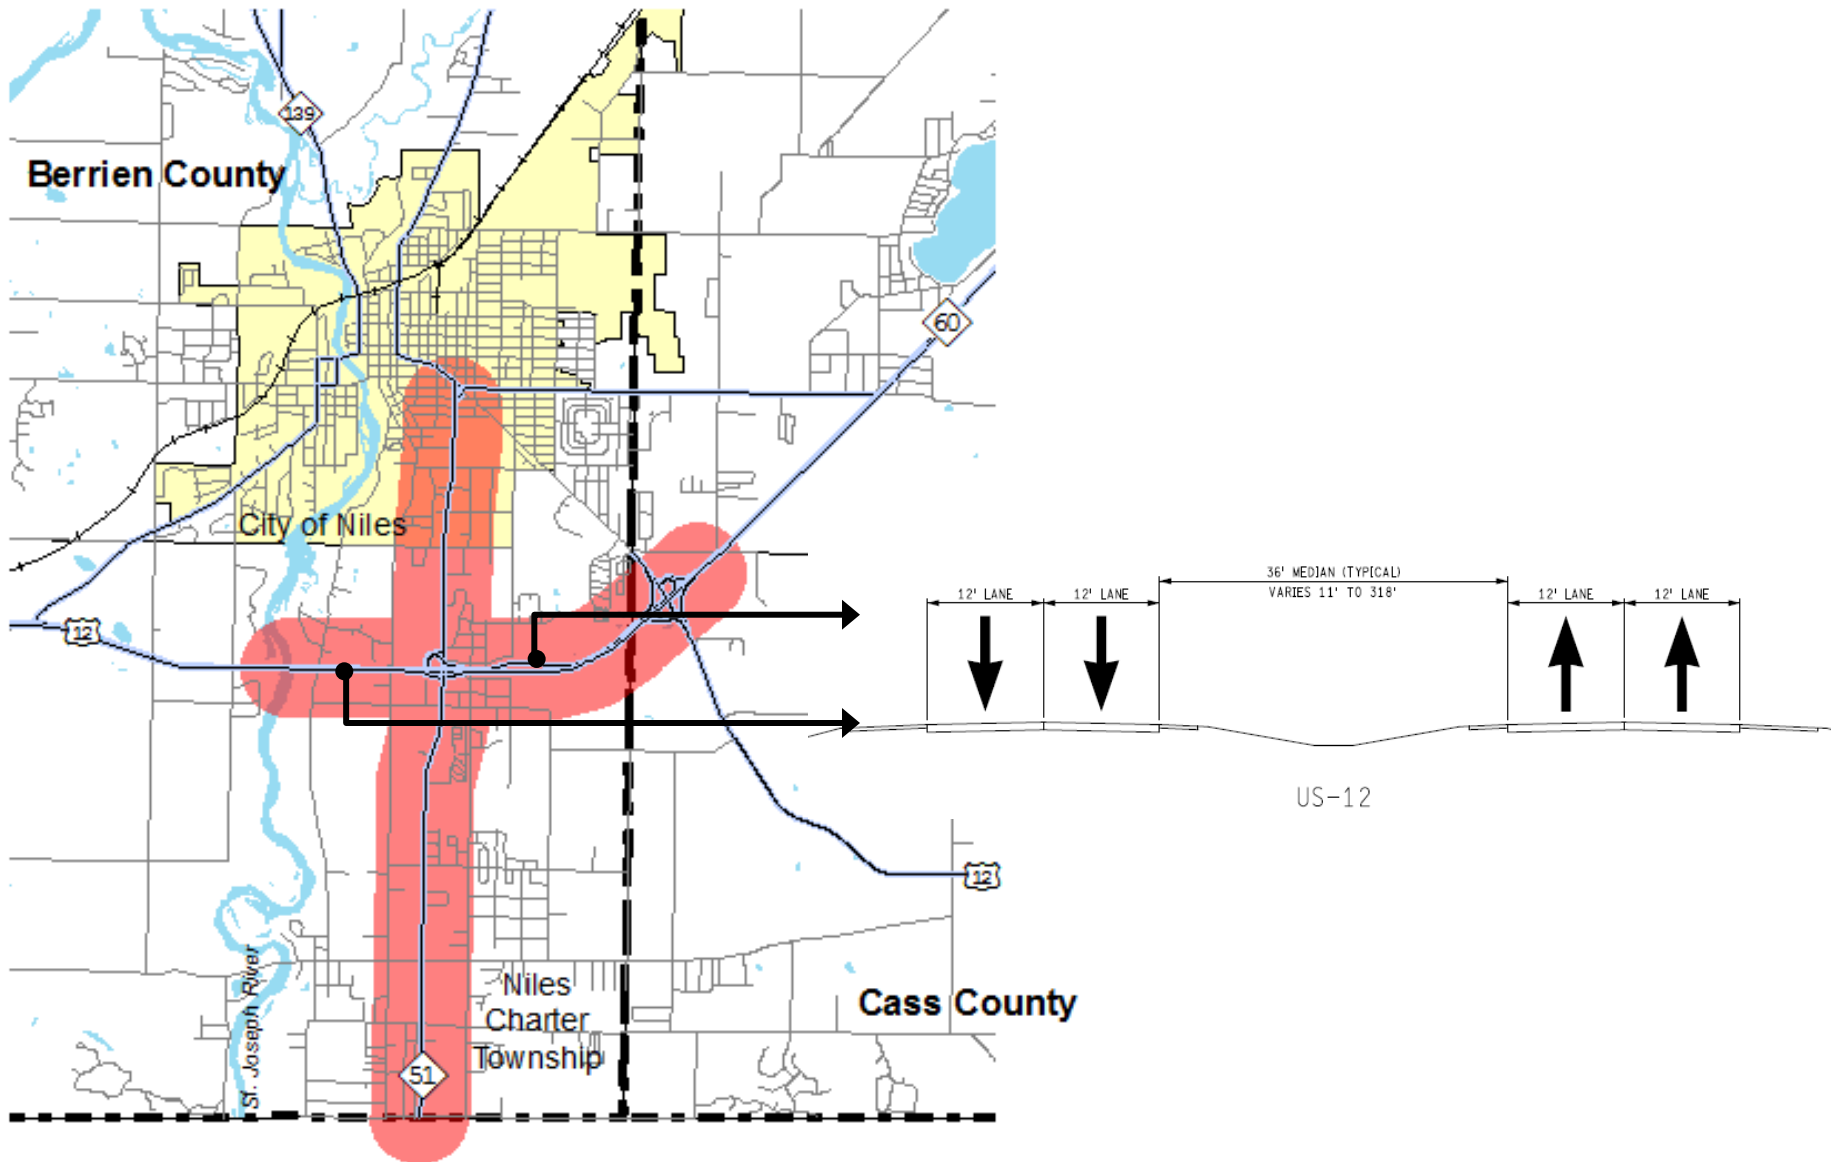 139
Berrien County
60
City of Niles
12
36' MEDIAN (TYPICAL)
VARIES 11' TO 318'
12' LANE
12' LANE
12' LANE
12' LANE
US-12
12
St. Joseph River
Niles
Charter
Township
Cass County
51